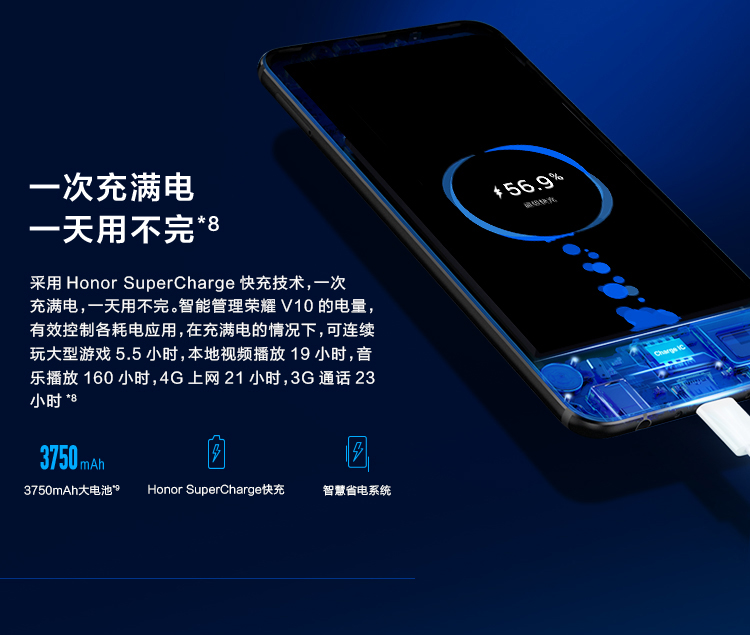 一次充满电
一天用不完*8
采用 Honor SuperCharge 快充技术，一次
充满电，一天用不完。智能管理荣耀 V10 的电量，
有效控制各耗电应用，在充满电的情况下，可连续
玩大型游戏 5.5 小时，本地视频播放 19 小时，音
乐播放 160 小时，4G 上网 21 小时，3G 通话 23
小时 *8
56.9%
超级快充
Charge IC
3750 mAh
3750mAh大电池*9
Honor SuperCharge快充
智慧省电系统